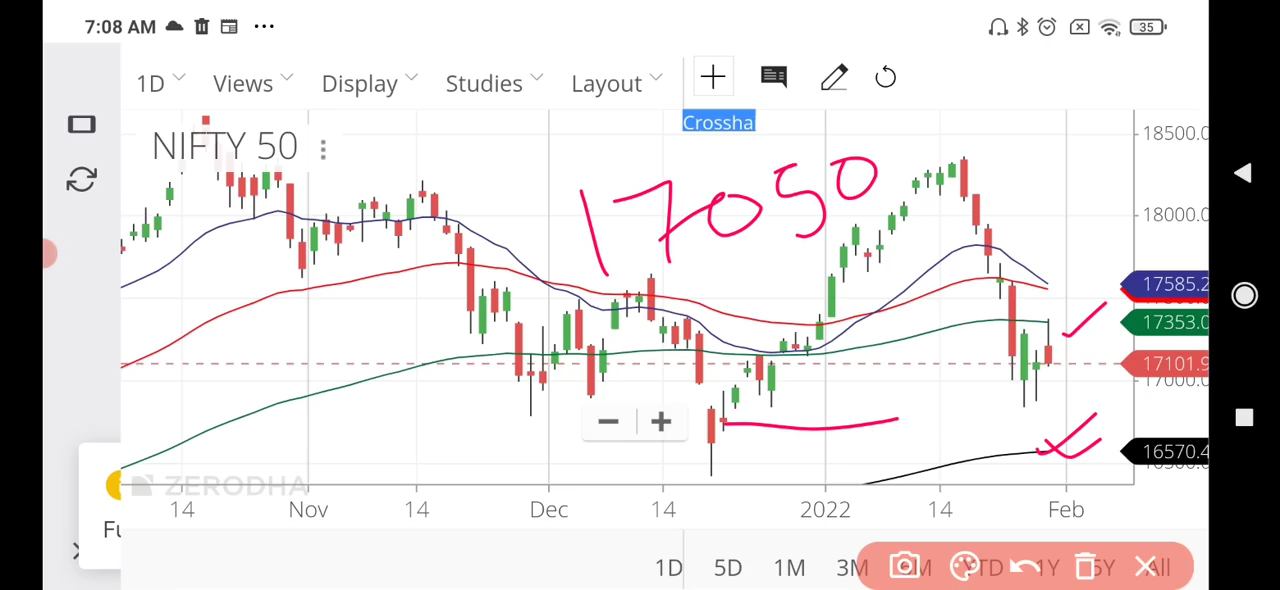 7:08 AM ... 35
1D Views Display Studies Layout
Crossha
NIFTY 50
17050
18500.0
18000.0
17585.2
17353.0
17101.9
17000.0
16570.4
ZERODHA
14 Nov 14 Dec 14 2022 14 Feb
Fu
1D 5D 1M 3M 6M YTD 1Y 5Y All